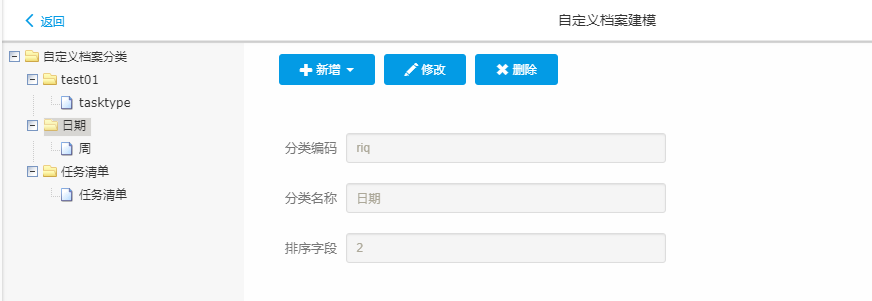 返回
自定义档案建模
自定义档案分类
test01
tasktype
日期
周
任务清单
任务清单
新增 修改 删除
分类编码 riq
分类名称 日期
排序字段 2